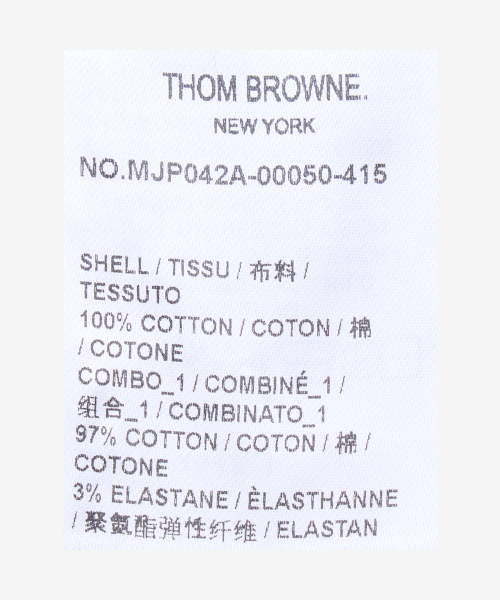 THOM BROWNE.
NEW YORK
NO.MJP042A-00050-415
SHELL / TISSU / 布料 /
TESSUTO
100% COTTON / COTON / 棉
/ COTONE
COMBO_1 / COMBINÉ_1 /
组合_1 / COMBINATO_1
97% COTTON / COTON / 棉 /
COTONE
3% ELASTANE / ÈLASTHANNE
/ 聚氨酯弹性纤维 / ELASTAN